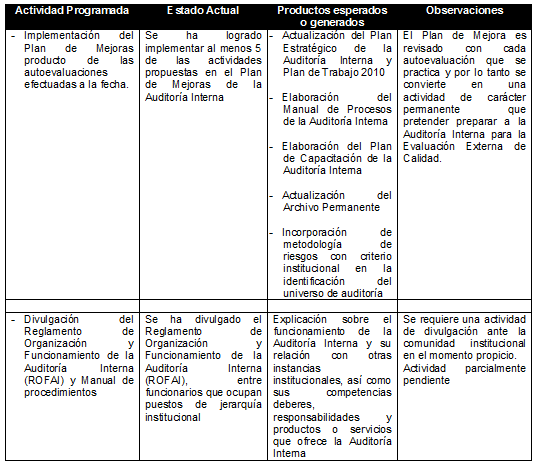 Actividad Programada
Estado Actual
Productos esperados
o generados
Observaciones
- Implementación del
Plan de Mejoras
producto de las
autoevaluaciones
efectuadas a la fecha.
Se ha logrado
implementar al menos 5
de las actividades
propuestas en el Plan
de Mejoras de la
Auditoría Interna
- Actualización del Plan
Estratégico de la
Auditoría Interna y
Plan de Trabajo 2010
- Elaboración del
Manual de Procesos
de la Auditoría Interna
- Elaboración del Plan
de Capacitación de la
Auditoría Interna
- Actualización del
Archivo Permanente
- Incorporación de
metodología de
riesgos con criterio
institucional en la
identificación del
universo de auditoría
El Plan de Mejora es
revisado con cada
autoevaluación que se
practica y por lo tanto se
convierte en una
actividad de carácter
permanente que
pretender preparar a la
Auditoría Interna para la
Evaluación Externa de
Calidad.
- Divulgación del
Reglamento de
Organización y
Funcionamiento de la
Auditoría Interna
(ROFAI) y Manual de
procedimientos
Se ha divulgado el
Reglamento de
Organización y
Funcionamiento de la
Auditoría Interna
(ROFAI), entre
funcionarios que ocupan
puestos de jerarquía
institucional
Explicación sobre el
funcionamiento de la
Auditoría Interna y su
relación con otras
instancias
institucionales, así como
sus competencias
deberes,
responsabilidades y
productos o servicios
que ofrece la Auditoría
Interna
Se requiere una actividad
de divulgación ante la
comunidad institucional
en el momento propicio.
Actividad parcialmente
pendiente